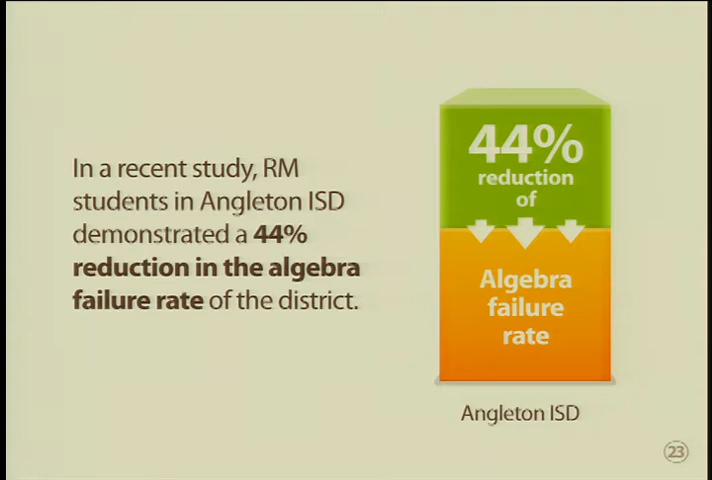 In a recent study, RM
students in Angleton ISD
demonstrated a 44%
reduction in the algebra
failure rate of the district.
44%
reduction
of
Algebra
failure
rate
Angleton ISD
23